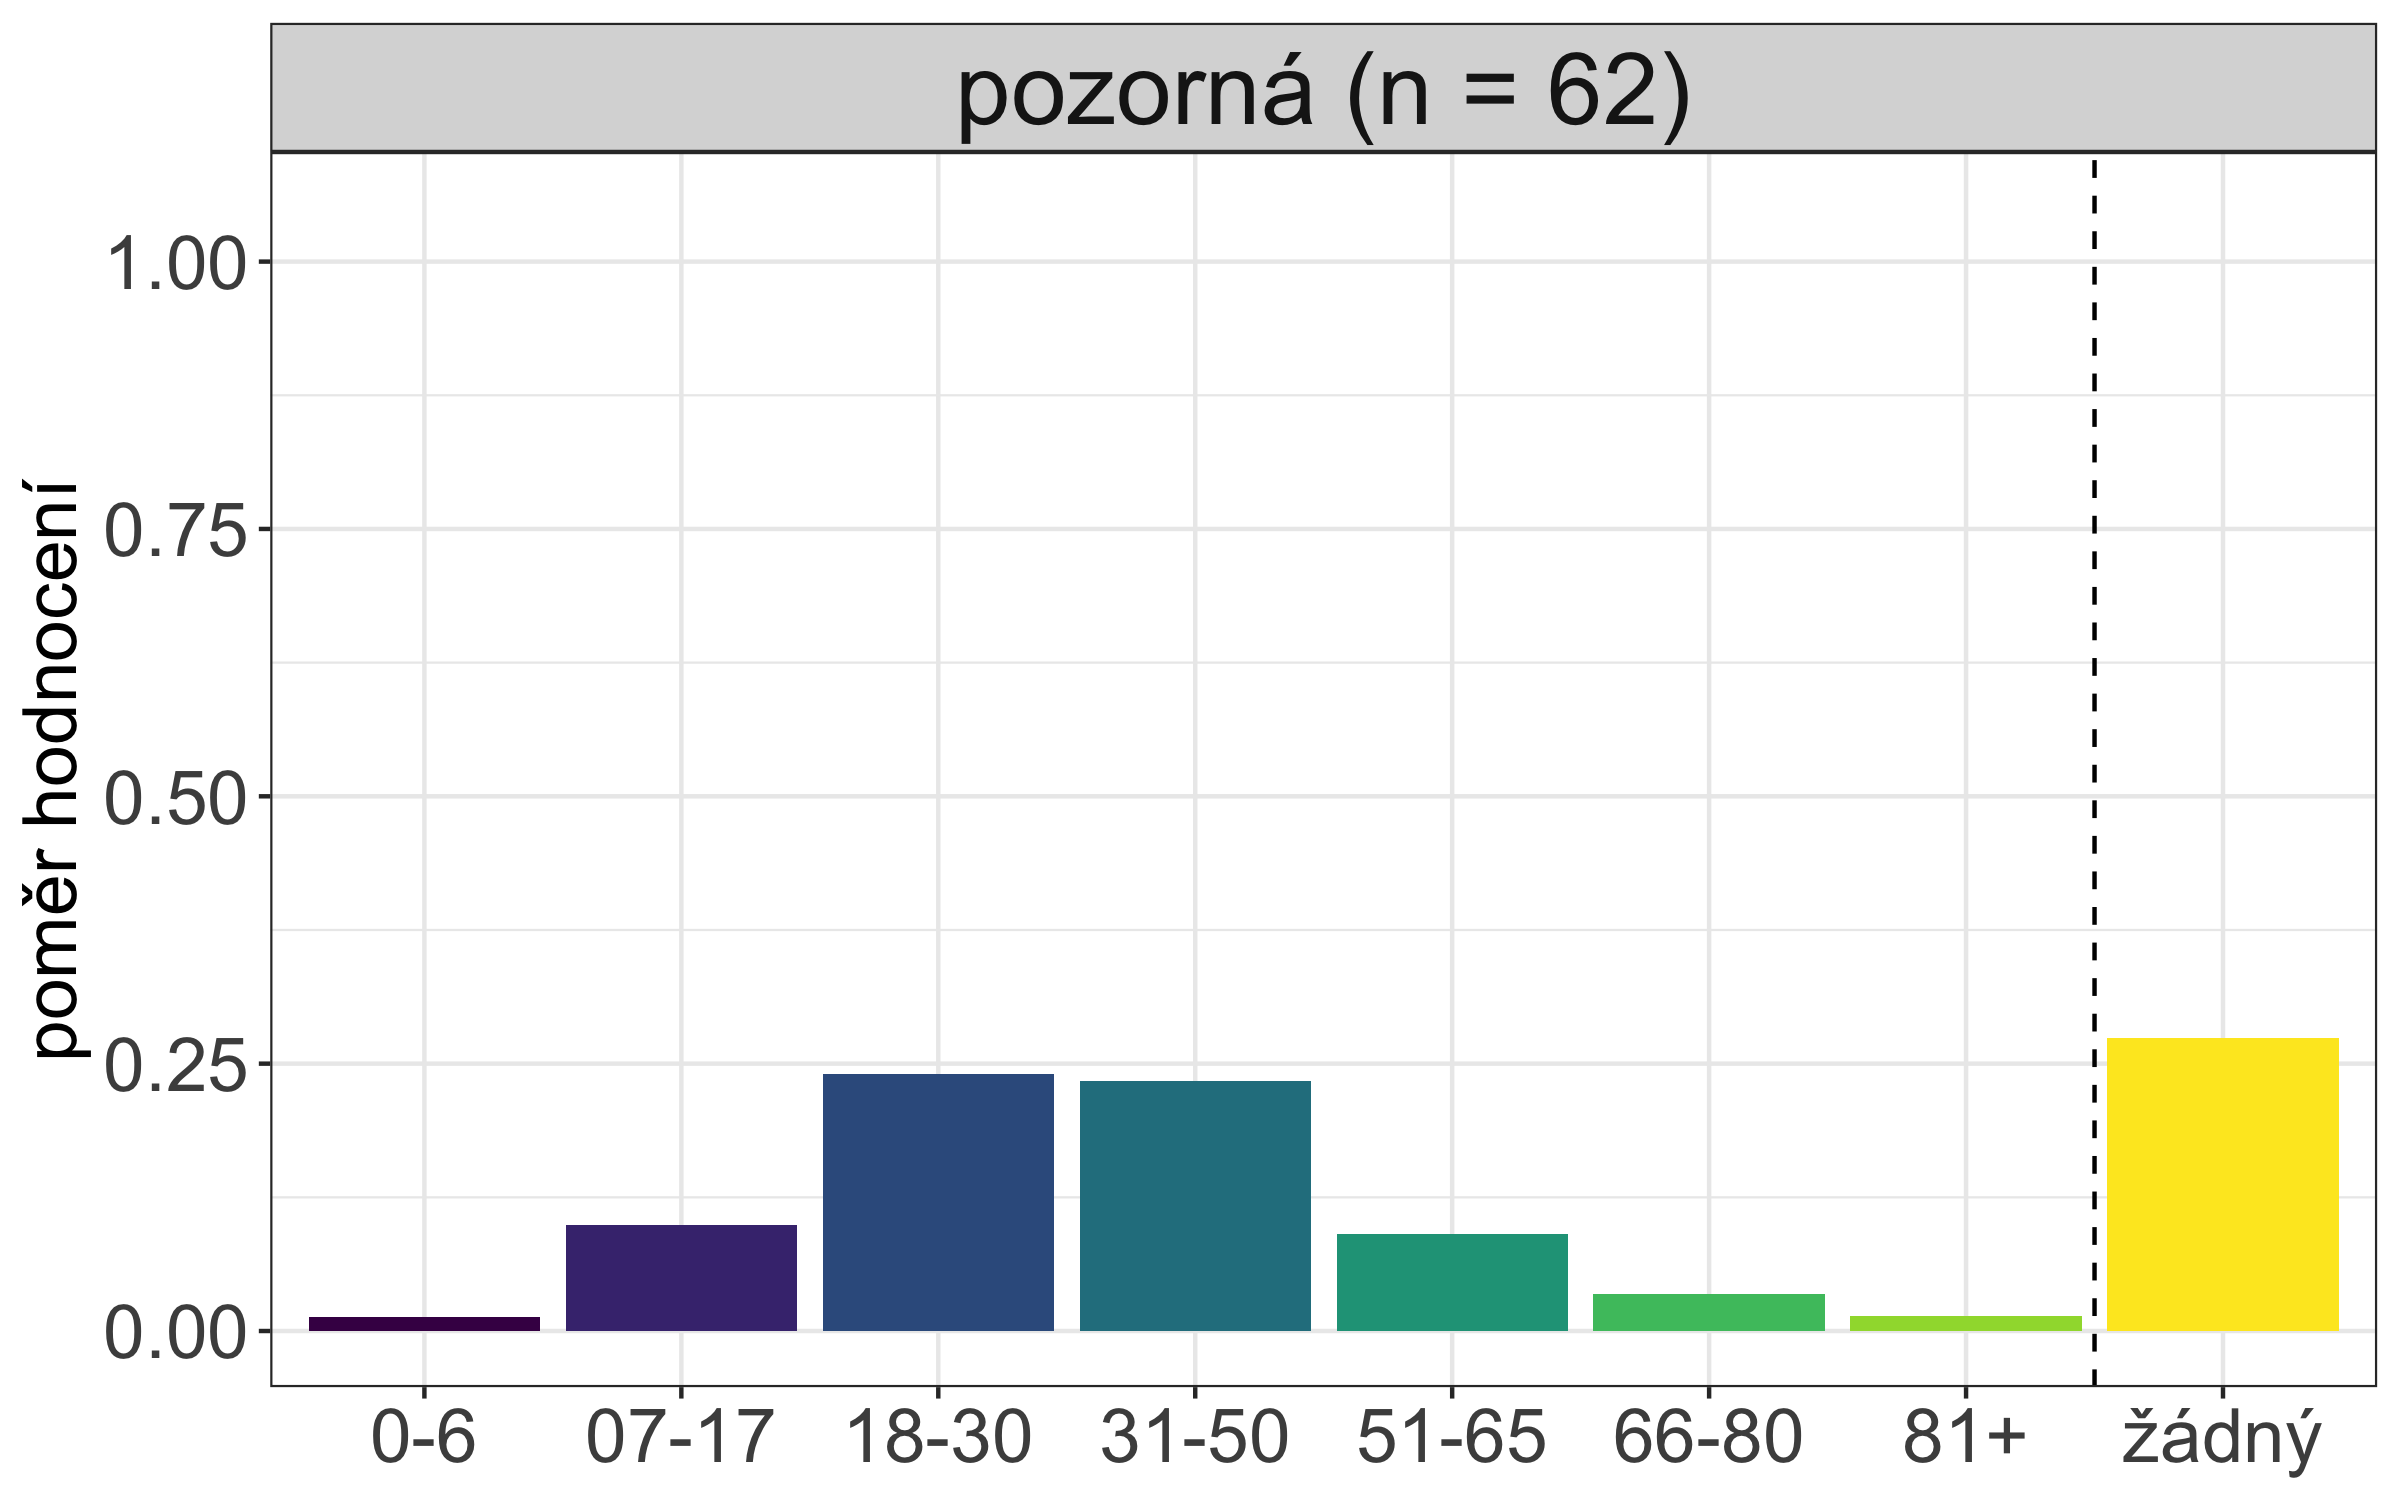 pozorná (n = 62)
poměr hodnocení
1.00
0.75
0.50
0.25
0.00
0-6 07-17 18-30 31-50 51-65 66-80 81+ žádný